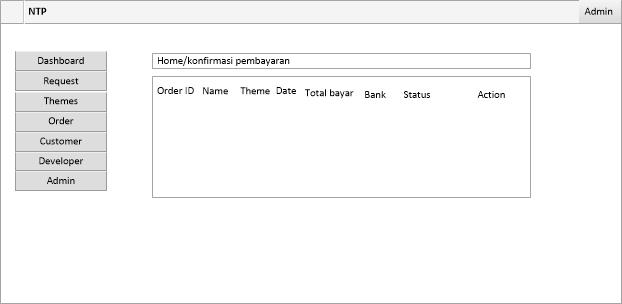 NTP Admin
Dashboard
Request
Themes
Order
Customer
Developer
Admin
Home/konfirmasi pembayaran
Order ID Name Theme Date Total bayar Bank Status Action